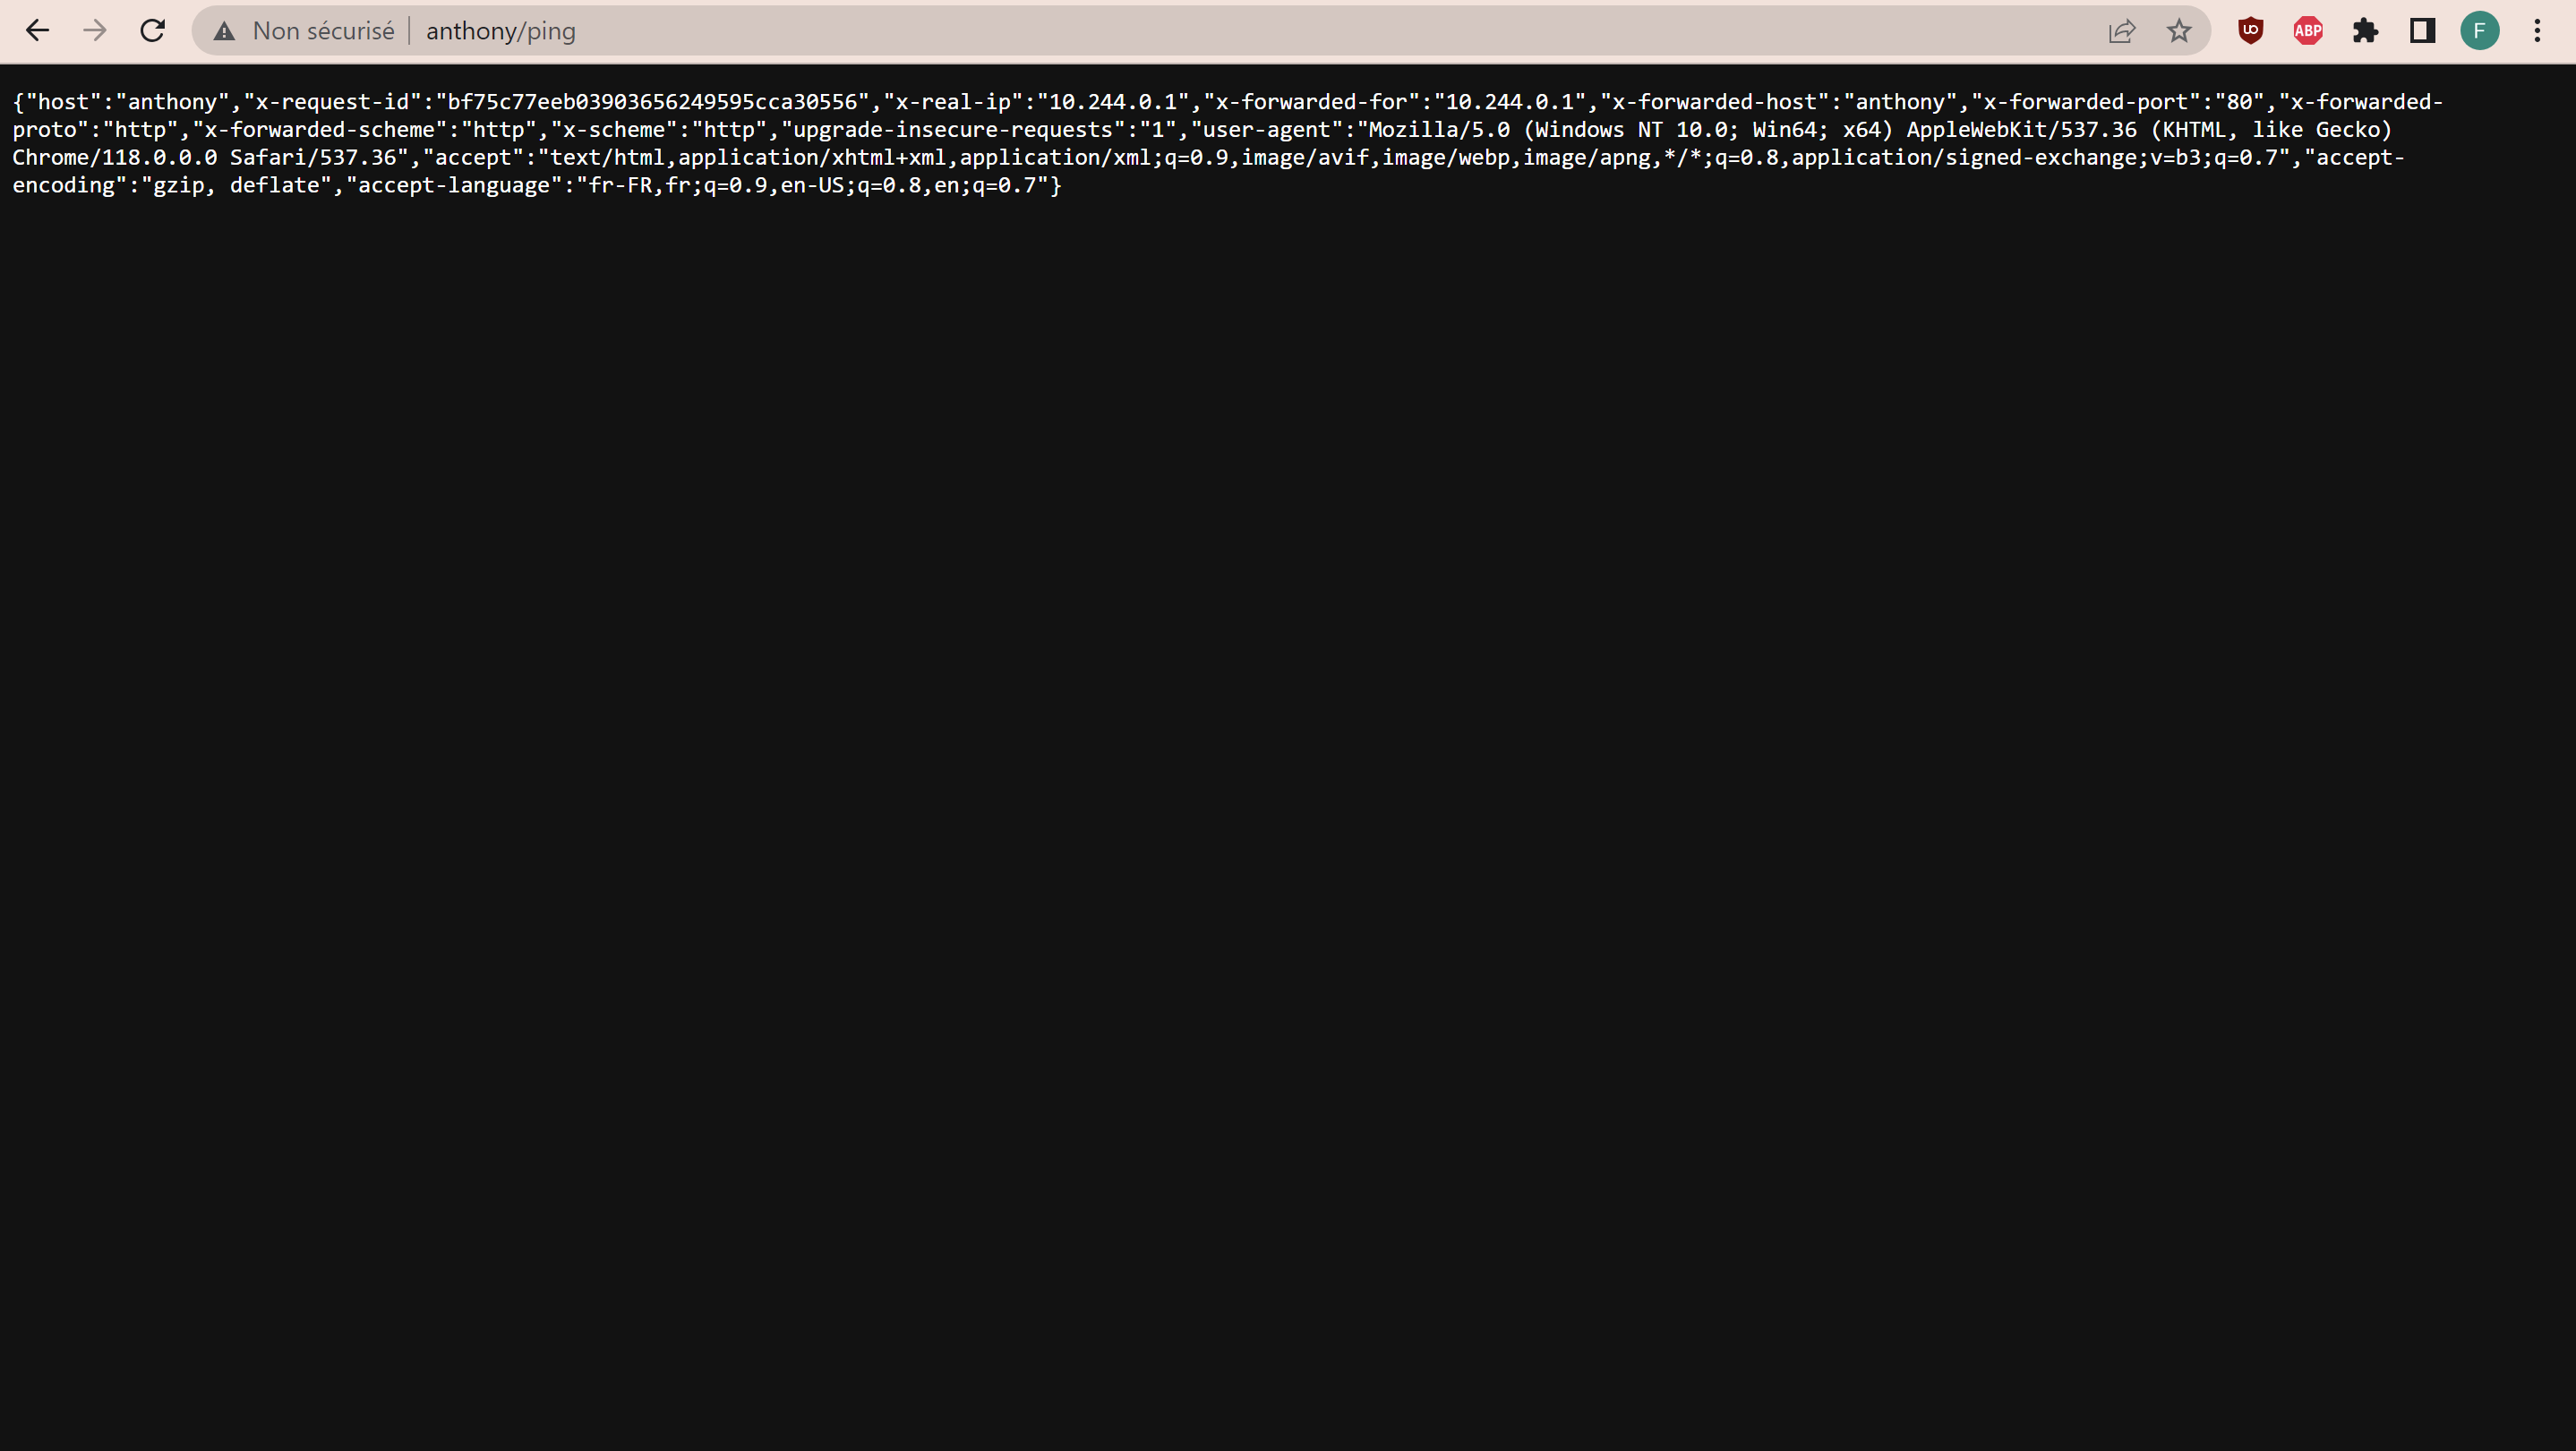 Non sécurisé anthony/ping
UO ABP F
{"host":"anthony","x-request-id":"bf75c77eeb03903656249595cca30556","x-real-ip":"10.244.0.1","x-forwarded-for":"10.244.0.1","x-forwarded-host":"anthony","x-forwarded-port":"80","x-forwarded-
proto":"http","x-forwarded-scheme":"http","x-scheme":"http","upgrade-insecure-requests":"1","user-agent":"Mozilla/5.0 (Windows NT 10.0; Win64; x64) AppleWebKit/537.36 (KHTML, like Gecko)
Chrome/118.0.0.0 Safari/537.36","accept":"text/html,application/xhtml+xml,application/xml;q=0.9,image/avif,image/webp,image/apng,*/*;q=0.8,application/signed-exchange;v=b3;q=0.7","accept-
encoding":"gzip, deflate","accept-language":"fr-FR,fr;q=0.9,en-US;q=0.8,en;q=0.7"}